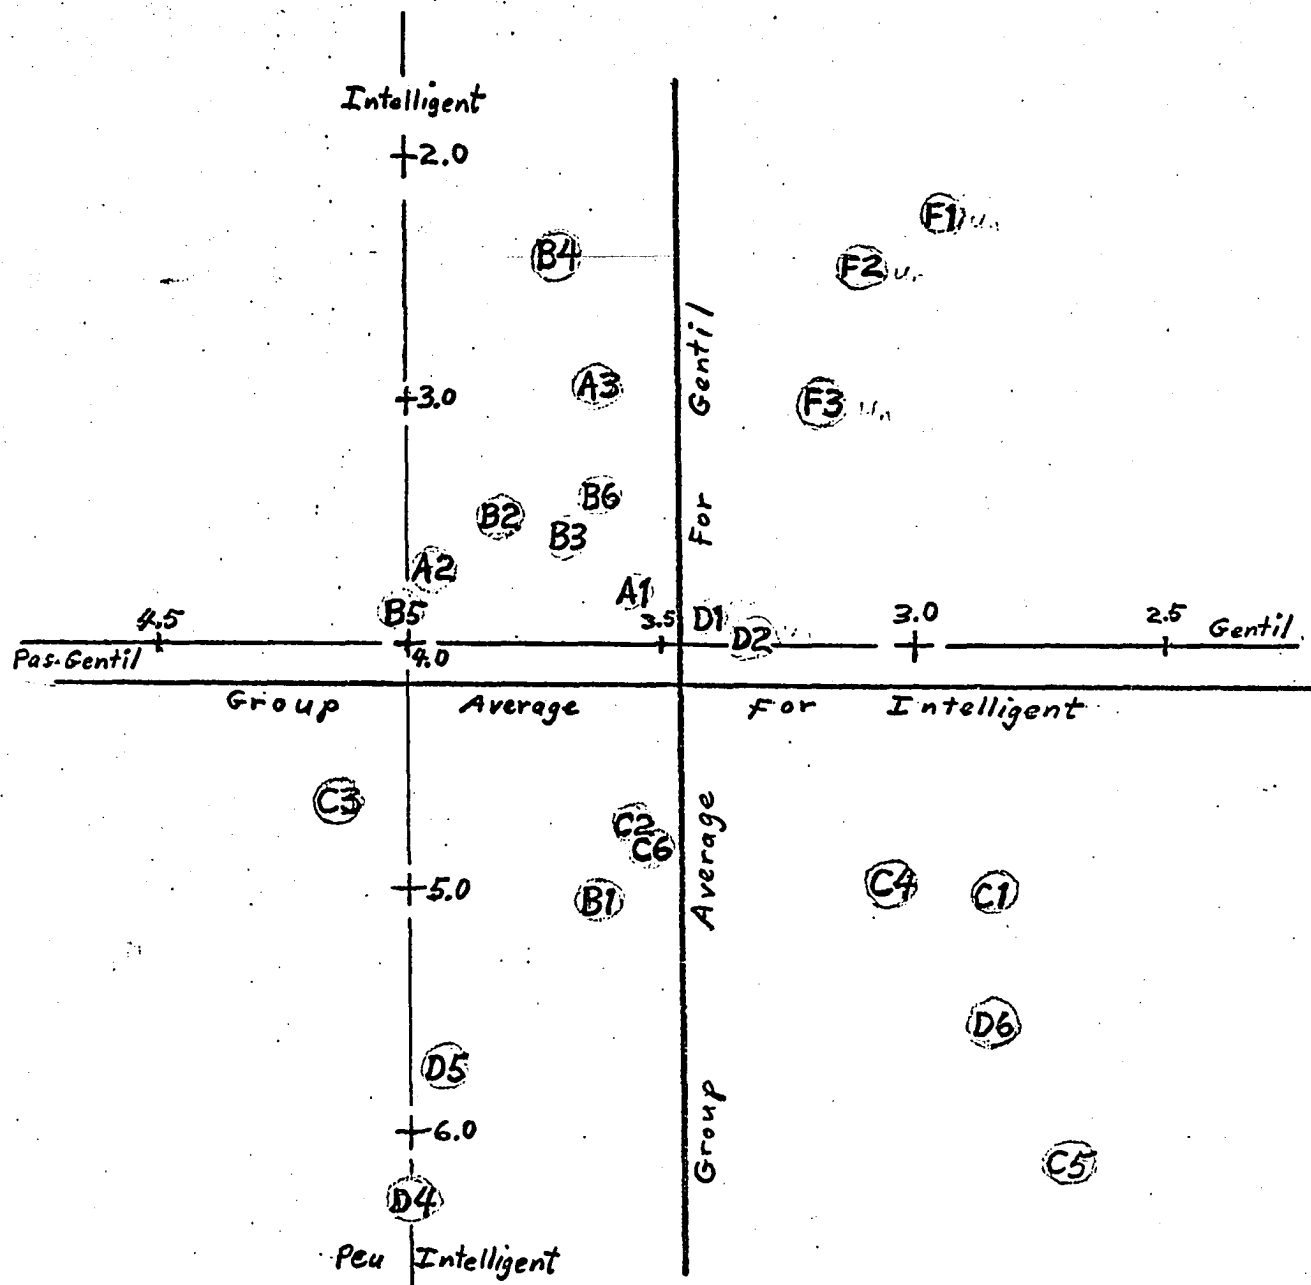 Intelligent
2.0
F1
B4
F2
A3
3.0
F3
Group Average For Gentil
B6
B2
B3
A2
A1
B5
D1
4.5
3.5
3.0
2.5
Gentil
D2
Pas-Gentil
4.0
Group Average For Intelligent
C3
C2
C6
5.0
C4
C1
B1
D6
D5
6.0
C5
D4
Peu Intelligent